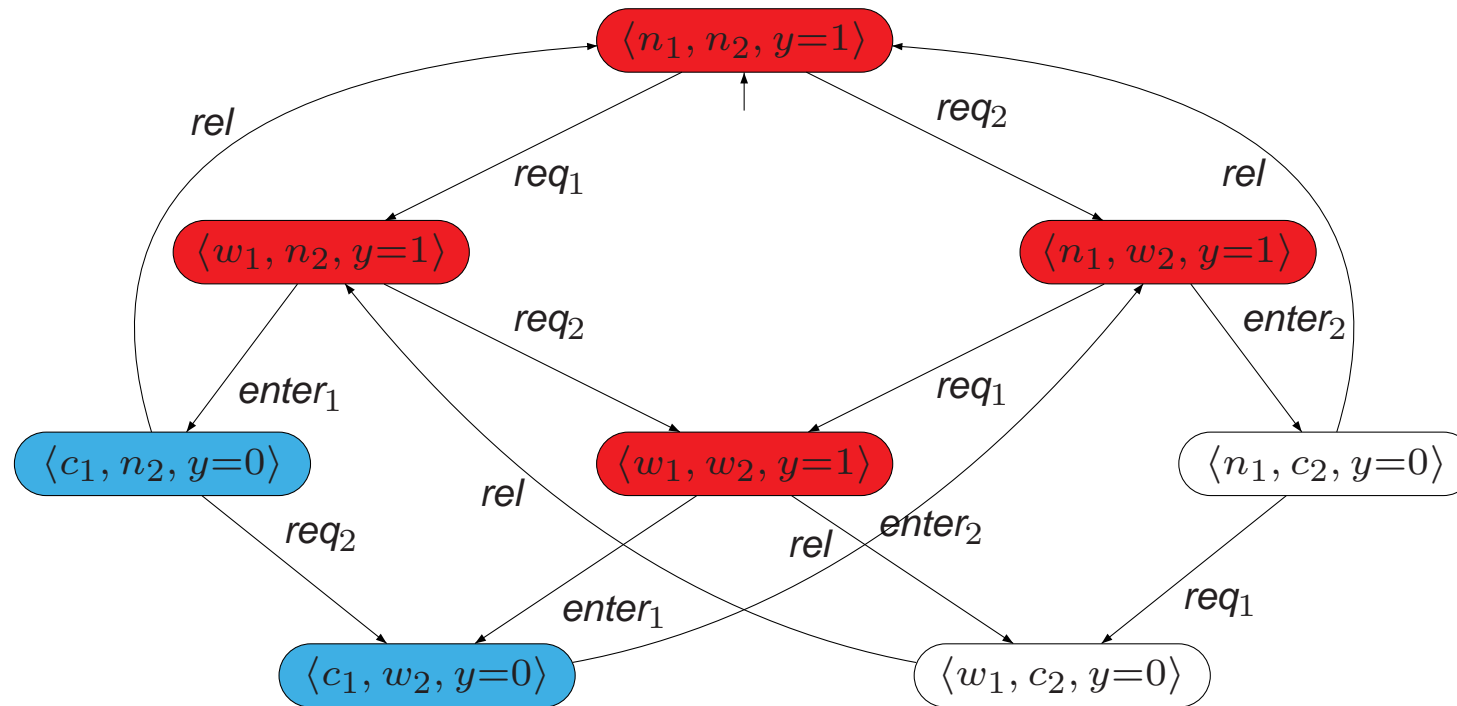 ⟨n₁, n₂, y=1⟩
rel
req₂
req₁
rel
⟨w₁, n₂, y=1⟩
⟨n₁, w₂, y=1⟩
req₂
enter₂
enter₁
req₁
⟨c₁, n₂, y=0⟩
⟨w₁, w₂, y=1⟩
⟨n₁, c₂, y=0⟩
rel
req₂
rel
enter₂
enter₁
req₁
⟨c₁, w₂, y=0⟩
⟨w₁, c₂, y=0⟩